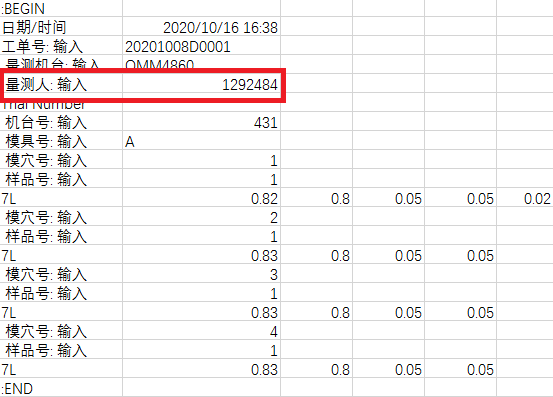 :BEGIN
日期/时间 2020/10/16 16:38
工单号: 输入 20201008D0001
量测机台: 输入 OMM4860
量测人: 输入 1292484
Trial Number
机台号: 输入 431
模具号: 输入 A
模穴号: 输入 1
样品号: 输入 1
7L 0.82 0.8 0.05 0.05 0.02
模穴号: 输入 2
样品号: 输入 1
7L 0.83 0.8 0.05 0.05
模穴号: 输入 3
样品号: 输入 1
7L 0.83 0.8 0.05 0.05
模穴号: 输入 4
样品号: 输入 1
7L 0.83 0.8 0.05 0.05
:END